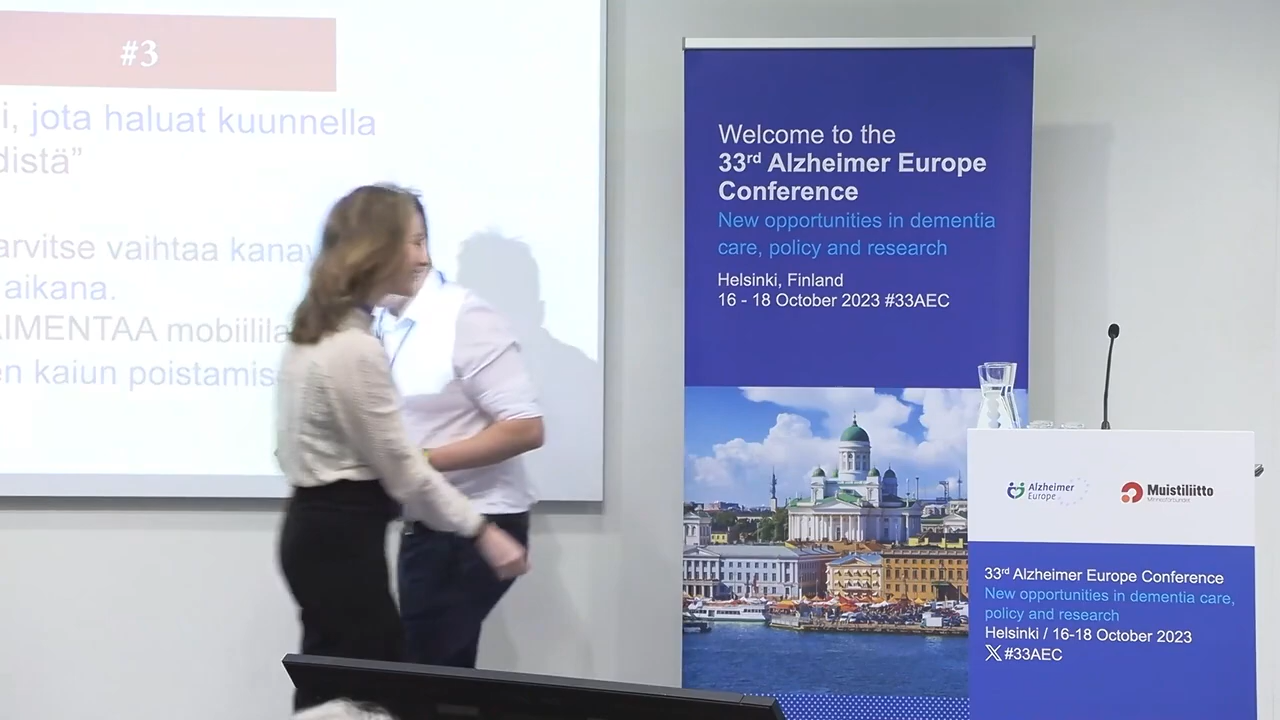 #3
i, jota haluat kuunnella
distä”
arvitse vaihtaa kanav
aikana.
AIMENTAA mobiilila
en kaiun poistamis
Welcome to the
33rd Alzheimer Europe
Conference
New opportunities in dementia
care, policy and research
Helsinki, Finland
16 - 18 October 2023 #33AEC
Alzheimer
Europe
Muistiliitto
33rd Alzheimer Europe Conference
New opportunities in dementia care,
policy and research
Helsinki / 16-18 October 2023
X #33AEC